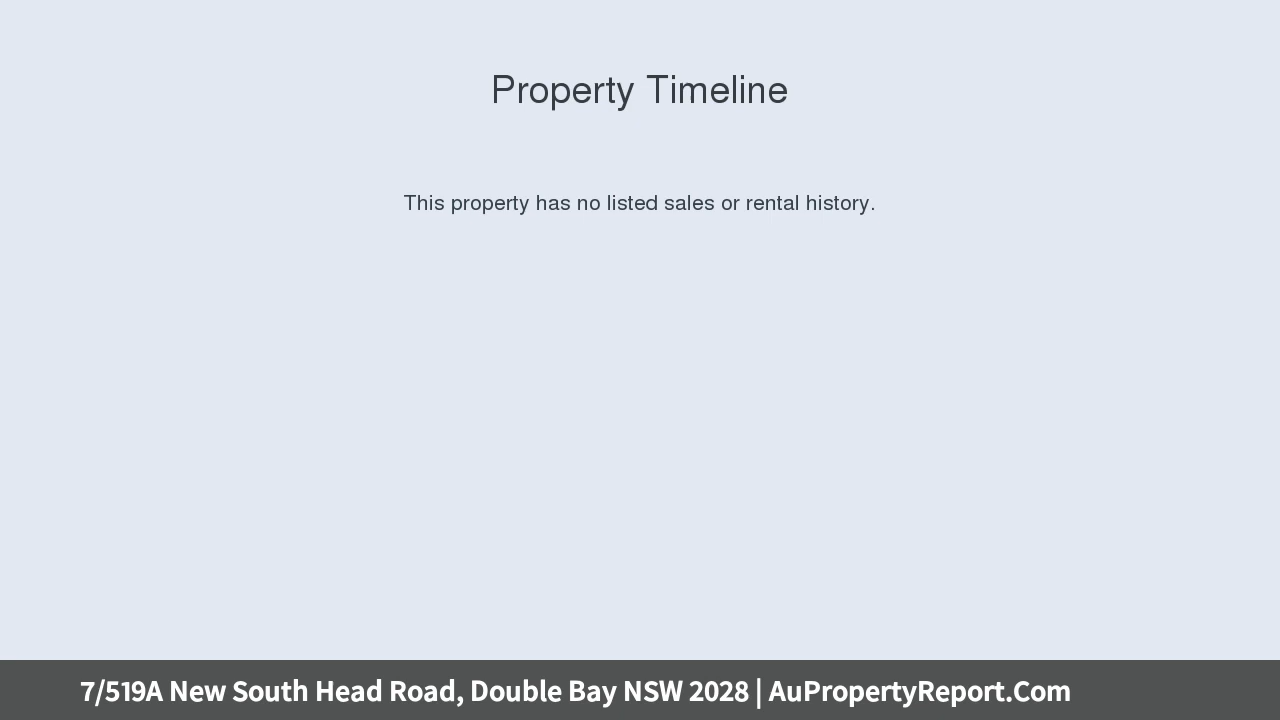 Property Timeline
This property has no listed sales or rental history.
7/519A New South Head Road, Double Bay NSW 2028 | AuPropertyReport.Com